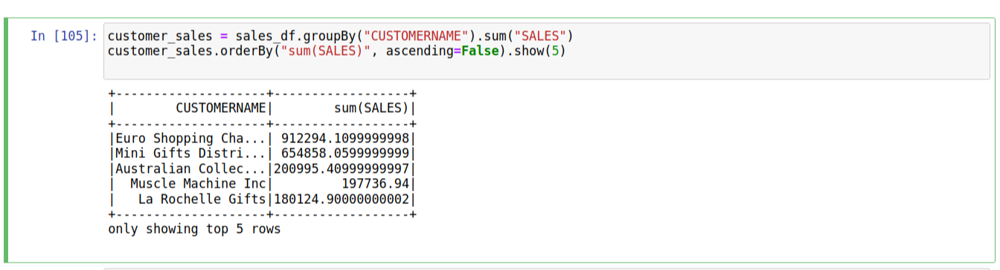 In [105]: customer_sales = sales_df.groupBy("CUSTOMERNAME").sum("SALES")
customer_sales.orderBy("sum(SALES)", ascending=False).show(5)
+--------------------+------------------+
|        CUSTOMERNAME|        sum(SALES)|
+--------------------+------------------+
|Euro Shopping Cha...| 912294.1099999998|
|Mini Gifts Distri...| 654858.0599999999|
|Australian Collec...|200995.40999999997|
|  Muscle Machine Inc|         197736.94|
|   La Rochelle Gifts|180124.90000000002|
+--------------------+------------------+
only showing top 5 rows